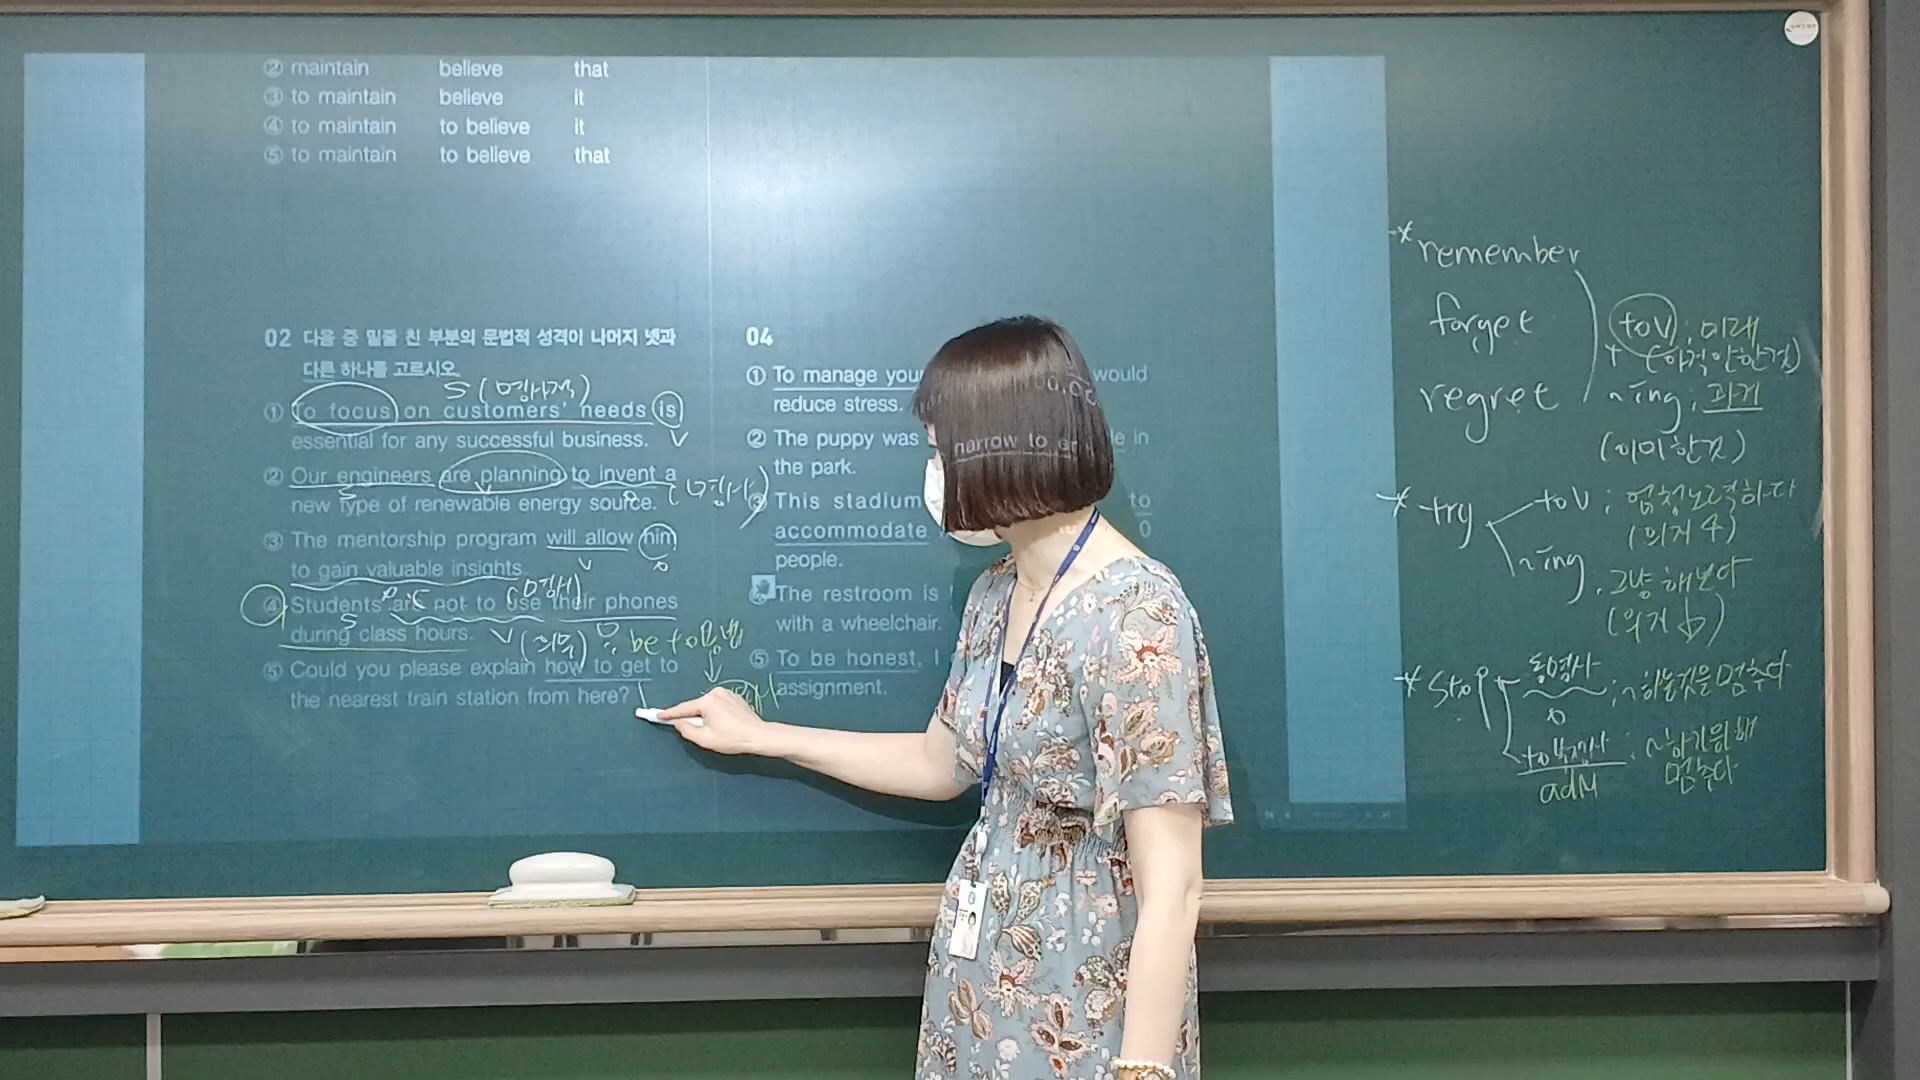 ② maintain believe that
③ to maintain believe it
④ to maintain to believe it
⑤ to maintain to believe that
02 다음 중 밑줄 친 부분의 문법적 성격이 나머지 넷과
다른 하나를 고르시오.
S (명사적)
① To focus on customers' needs is
essential for any successful business. V
② Our engineers are planning to invent a
S V O (명사)
new type of renewable energy source.
③ The mentorship program will allow him
V O
to gain valuable insights.
O.C (명사)
④ Students are not to use their phones
S
during class hours. V (의무) O : be to용법
⑤ Could you please explain how to get to
the nearest train station from here?
04
① To manage your would
reduce stress.
② The puppy was in
the park.
narrow to
③ This stadium to
accommodate 0
people.
④ The restroom is
with a wheelchair.
⑤ To be honest, I
assignment.
* remember
forget
regret
toV : 미래
+ (아직 안한것)
~ing : 과거
(이미 한것)
* try
toV : 엄청 노력하다
(의지 ↑)
~ing : 그냥 해보다
(의지 ↓)
* stop
동명사 : ~하는것을 멈추다
O
to부정사 : ~하기위해
멈추다
adM